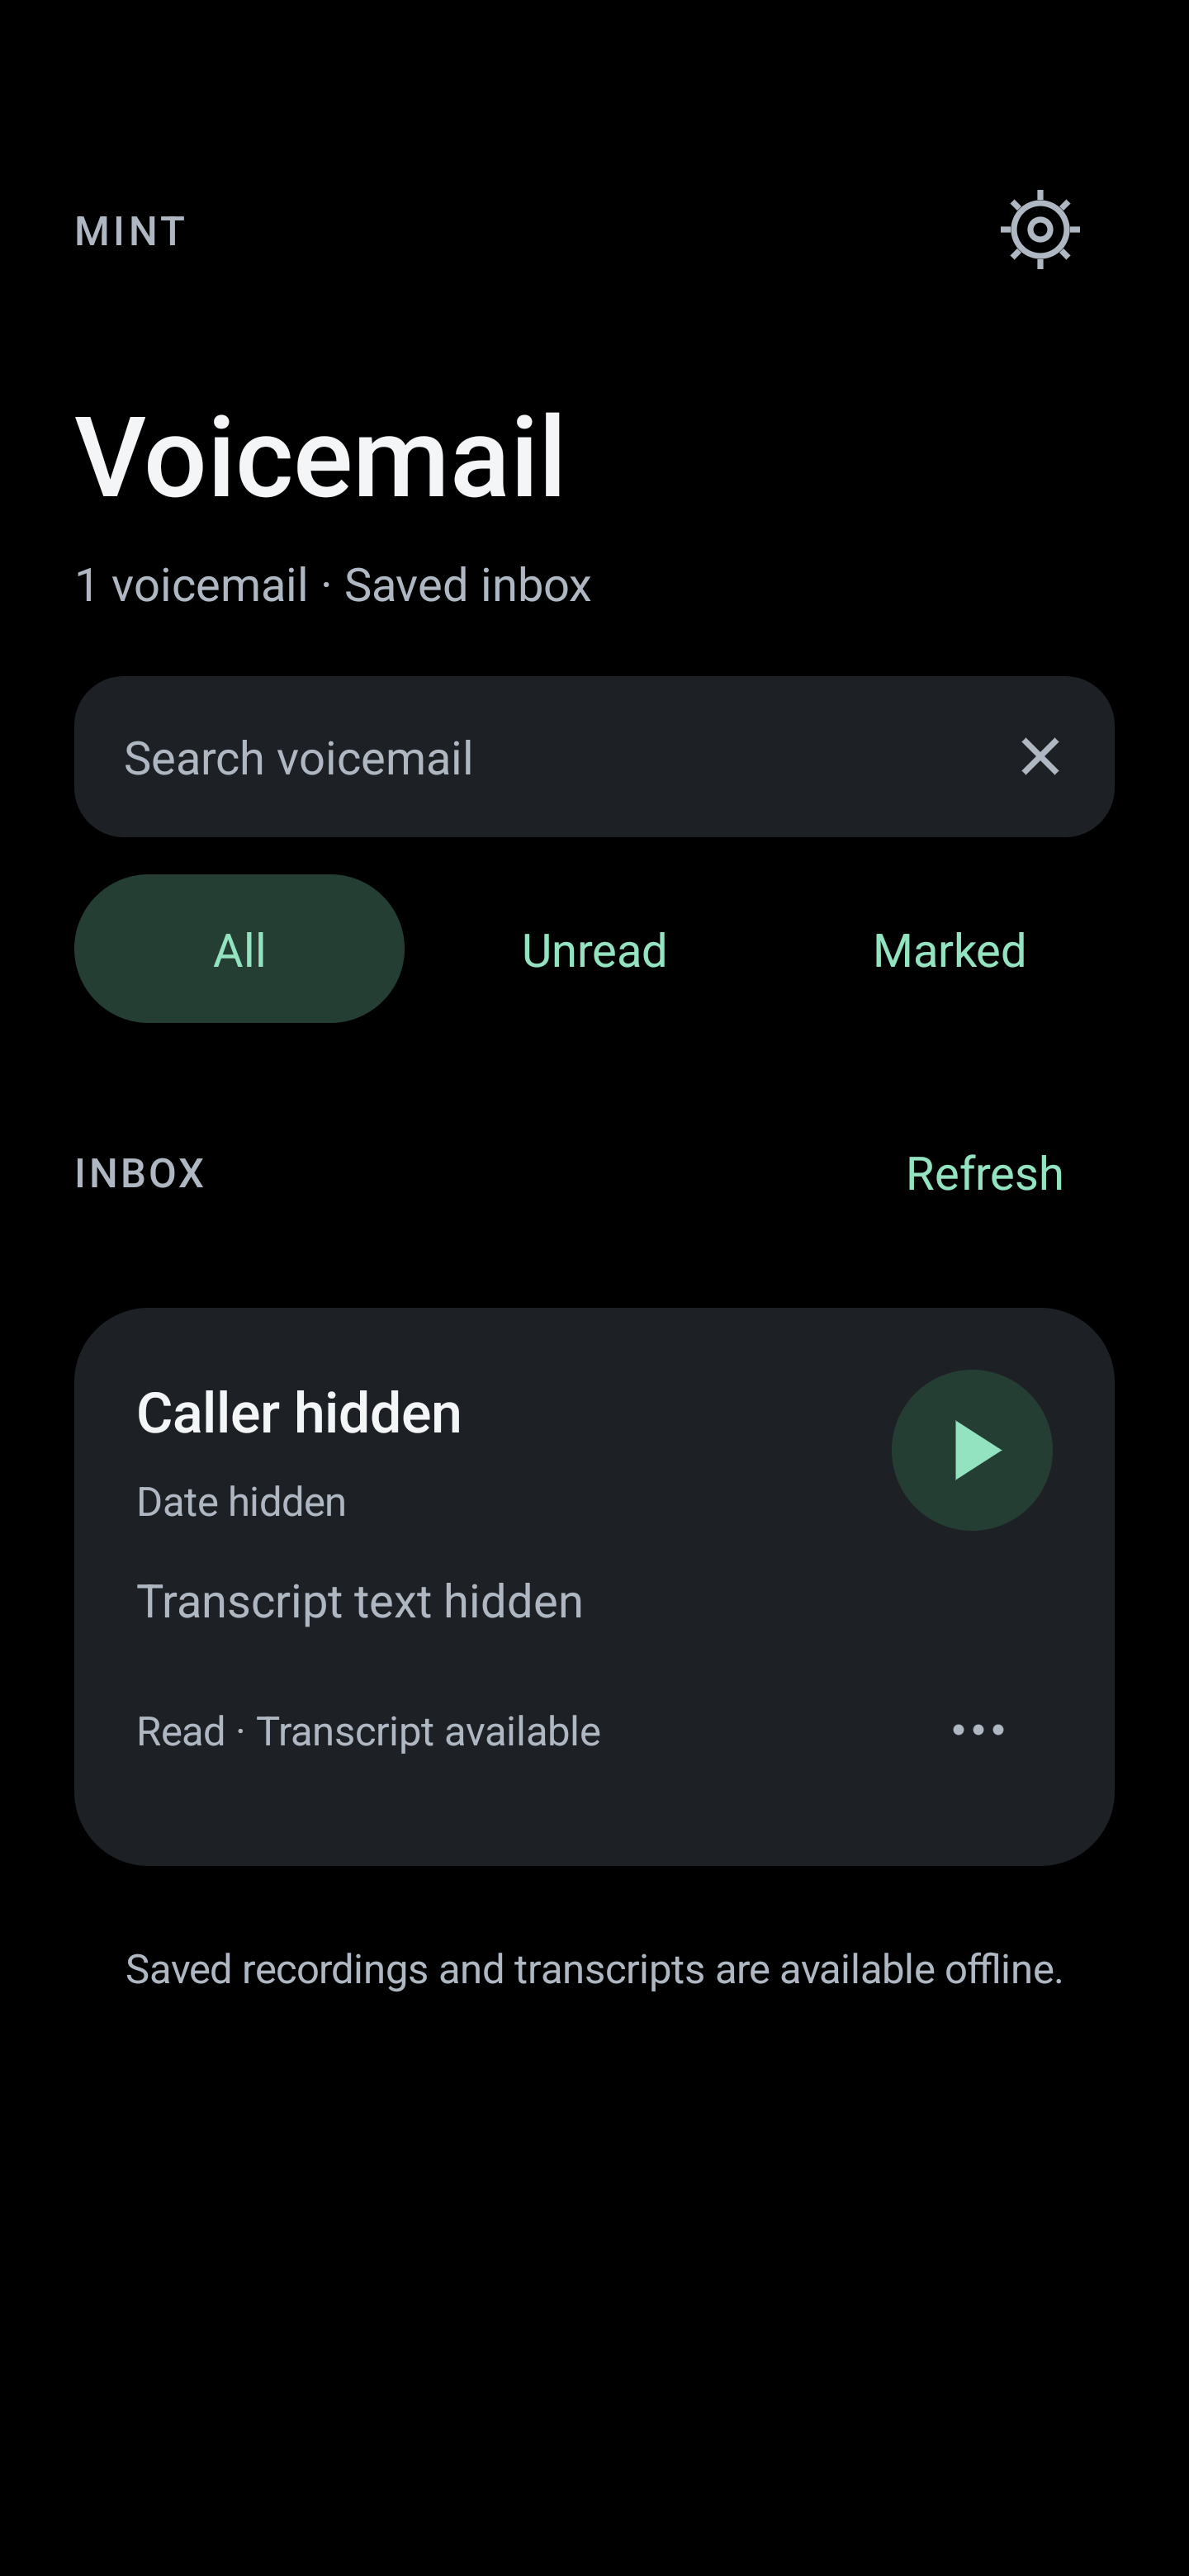 MINT
Voicemail
1 voicemail · Saved inbox
Search voicemail
All
Unread
Marked
INBOX
Refresh
Caller hidden
Date hidden
Transcript text hidden
Read · Transcript available
Saved recordings and transcripts are available offline.